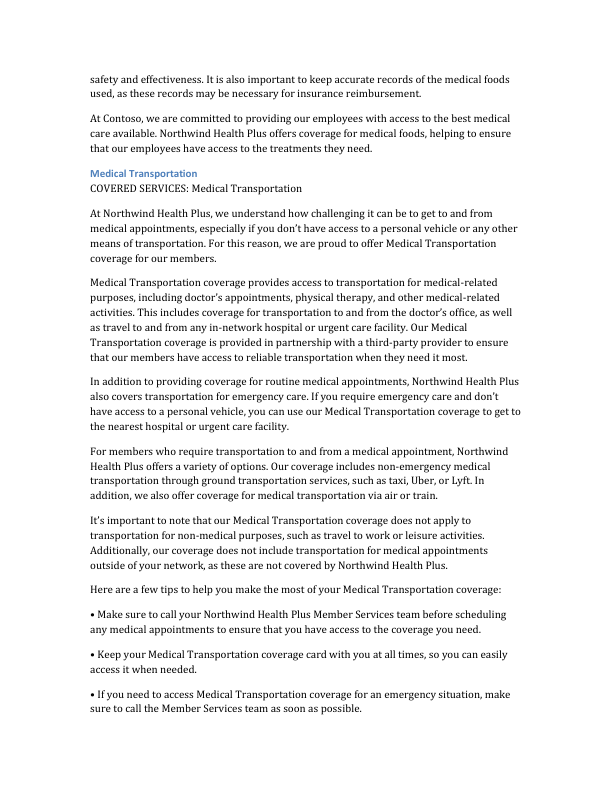 safety and effectiveness. It is also important to keep accurate records of the medical foods
used, as these records may be necessary for insurance reimbursement.
At Contoso, we are committed to providing our employees with access to the best medical
care available. Northwind Health Plus offers coverage for medical foods, helping to ensure
that our employees have access to the treatments they need.
Medical Transportation
COVERED SERVICES: Medical Transportation
At Northwind Health Plus, we understand how challenging it can be to get to and from
medical appointments, especially if you don’t have access to a personal vehicle or any other
means of transportation. For this reason, we are proud to offer Medical Transportation
coverage for our members.
Medical Transportation coverage provides access to transportation for medical-related
purposes, including doctor’s appointments, physical therapy, and other medical-related
activities. This includes coverage for transportation to and from the doctor’s office, as well
as travel to and from any in-network hospital or urgent care facility. Our Medical
Transportation coverage is provided in partnership with a third-party provider to ensure
that our members have access to reliable transportation when they need it most.
In addition to providing coverage for routine medical appointments, Northwind Health Plus
also covers transportation for emergency care. If you require emergency care and don’t
have access to a personal vehicle, you can use our Medical Transportation coverage to get to
the nearest hospital or urgent care facility.
For members who require transportation to and from a medical appointment, Northwind
Health Plus offers a variety of options. Our coverage includes non-emergency medical
transportation through ground transportation services, such as taxi, Uber, or Lyft. In
addition, we also offer coverage for medical transportation via air or train.
It’s important to note that our Medical Transportation coverage does not apply to
transportation for non-medical purposes, such as travel to work or leisure activities.
Additionally, our coverage does not include transportation for medical appointments
outside of your network, as these are not covered by Northwind Health Plus.
Here are a few tips to help you make the most of your Medical Transportation coverage:
• Make sure to call your Northwind Health Plus Member Services team before scheduling
any medical appointments to ensure that you have access to the coverage you need.
• Keep your Medical Transportation coverage card with you at all times, so you can easily
access it when needed.
• If you need to access Medical Transportation coverage for an emergency situation, make
sure to call the Member Services team as soon as possible.